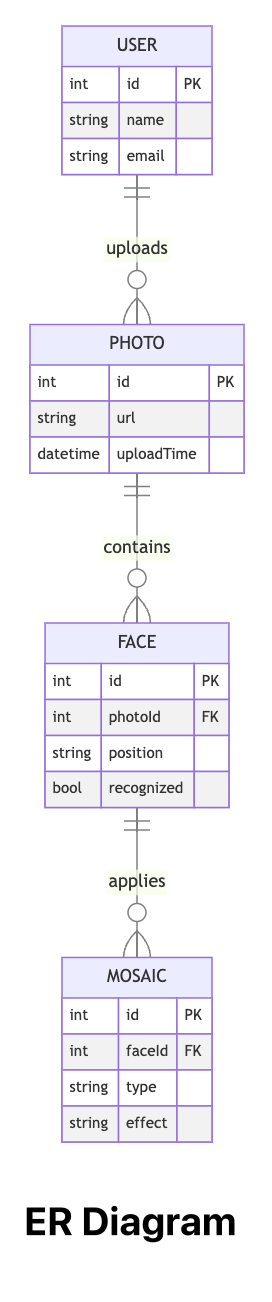 USER
int id PK
string name
string email
uploads
PHOTO
int id PK
string url
datetime uploadTime
contains
FACE
int id PK
int photoId FK
string position
bool recognized
applies
MOSAIC
int id PK
int faceId FK
string type
string effect
ER Diagram